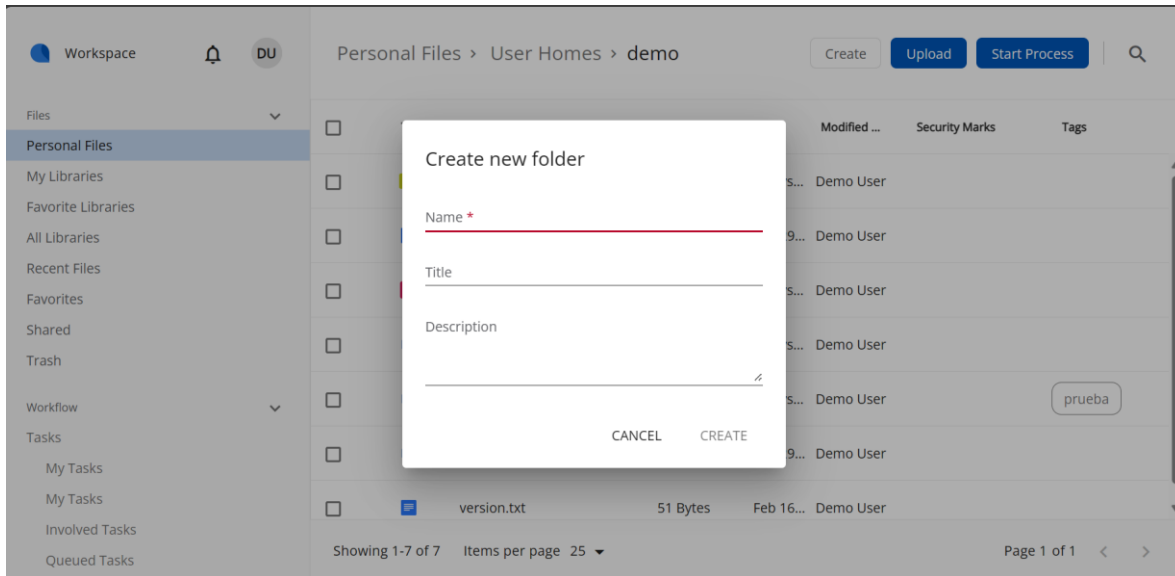 Workspace
DU
Personal Files > User Homes > demo
Create
Upload
Start Process
Files
Personal Files
My Libraries
Favorite Libraries
All Libraries
Recent Files
Favorites
Shared
Trash
Workflow
Tasks
My Tasks
My Tasks
Involved Tasks
Queued Tasks
Modified ... Security Marks Tags
s... Demo User
9... Demo User
s... Demo User
s... Demo User
s... Demo User prueba
9... Demo User
version.txt 51 Bytes Feb 16... Demo User
Create new folder
Name *
Title
Description
CANCEL CREATE
Showing 1-7 of 7 Items per page 25 Page 1 of 1 < >